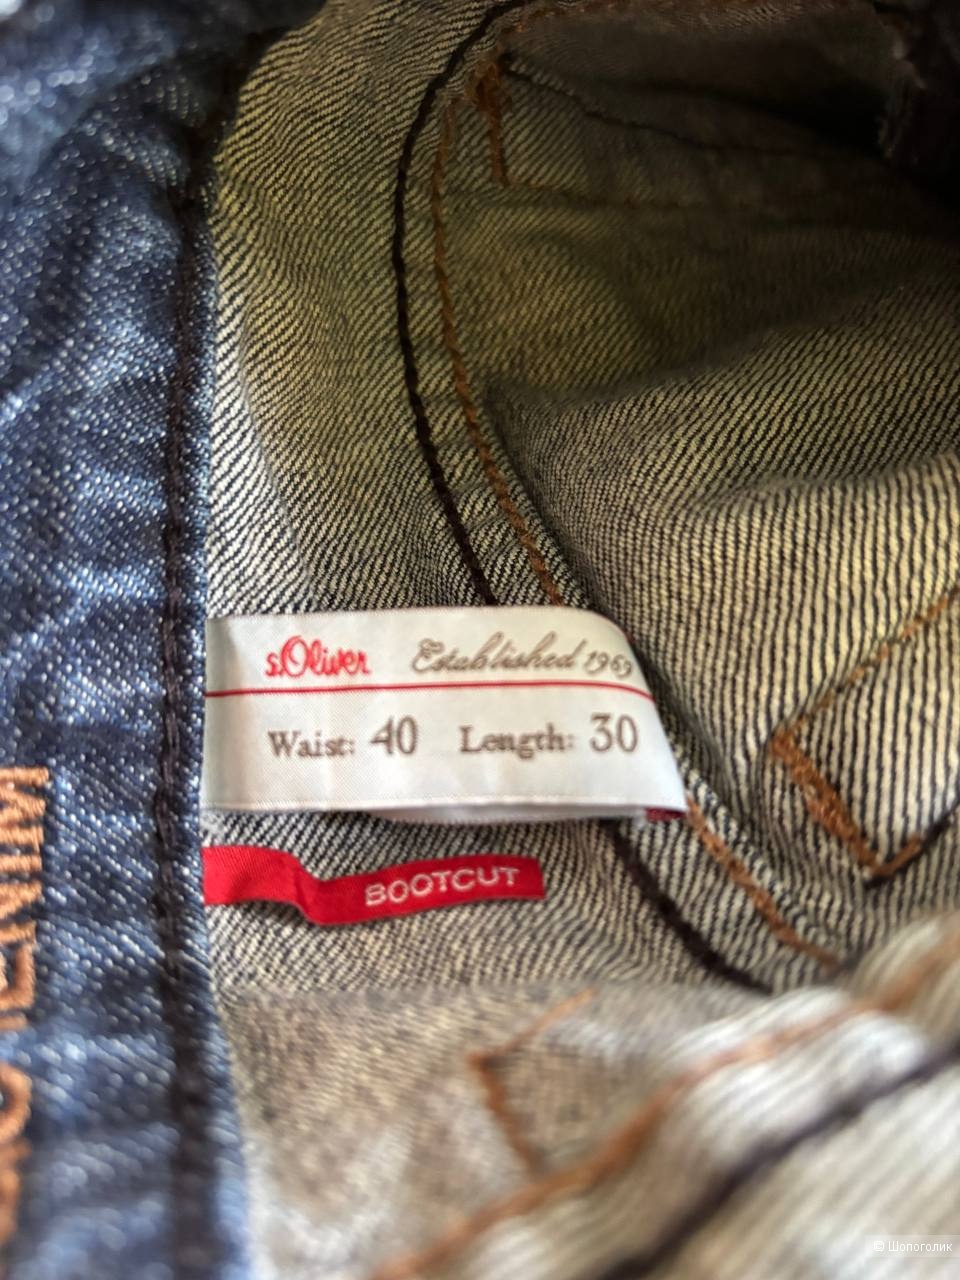 s.Oliver Established 1969
Waist: 40 Length: 30
BOOTCUT
© Шопоголик